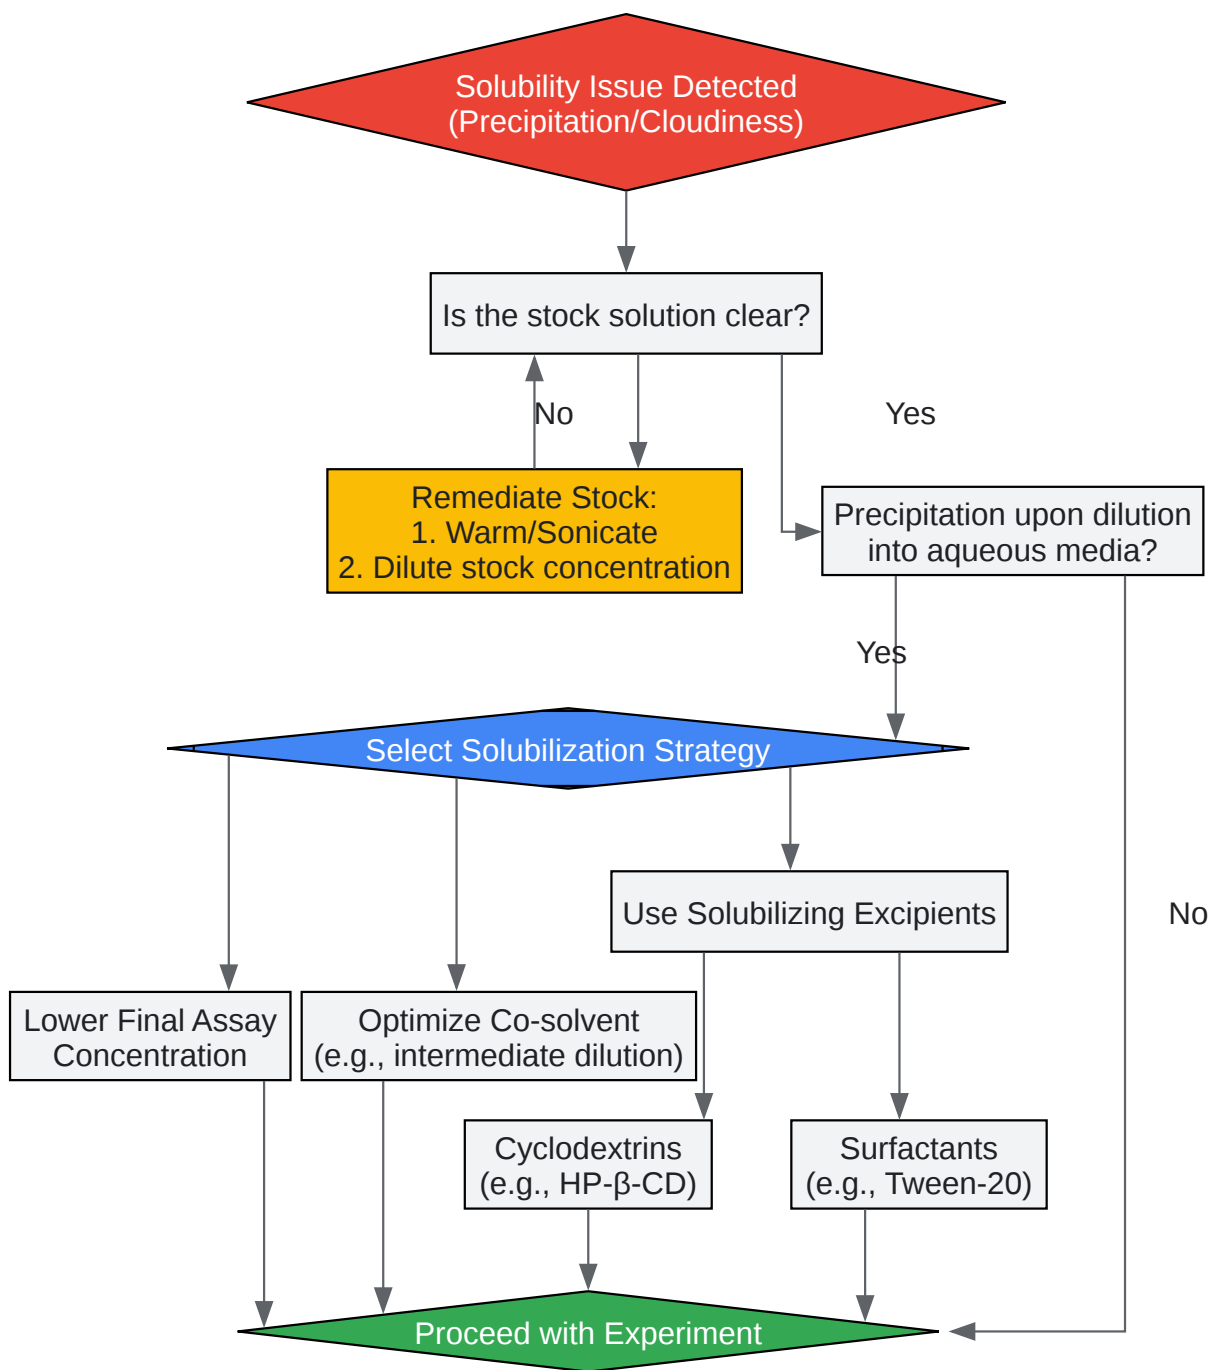 Solubility Issue Detected
(Precipitation/Cloudiness)
Is the stock solution clear?
No
Yes
Remediate Stock:
1. Warm/Sonicate
2. Dilute stock concentration
Precipitation upon dilution
into aqueous media?
Yes
Select Solubilization Strategy
Use Solubilizing Excipients
No
Lower Final Assay
Concentration
Optimize Co-solvent
(e.g., intermediate dilution)
Cyclodextrins
(e.g., HP-β-CD)
Surfactants
(e.g., Tween-20)
Proceed with Experiment